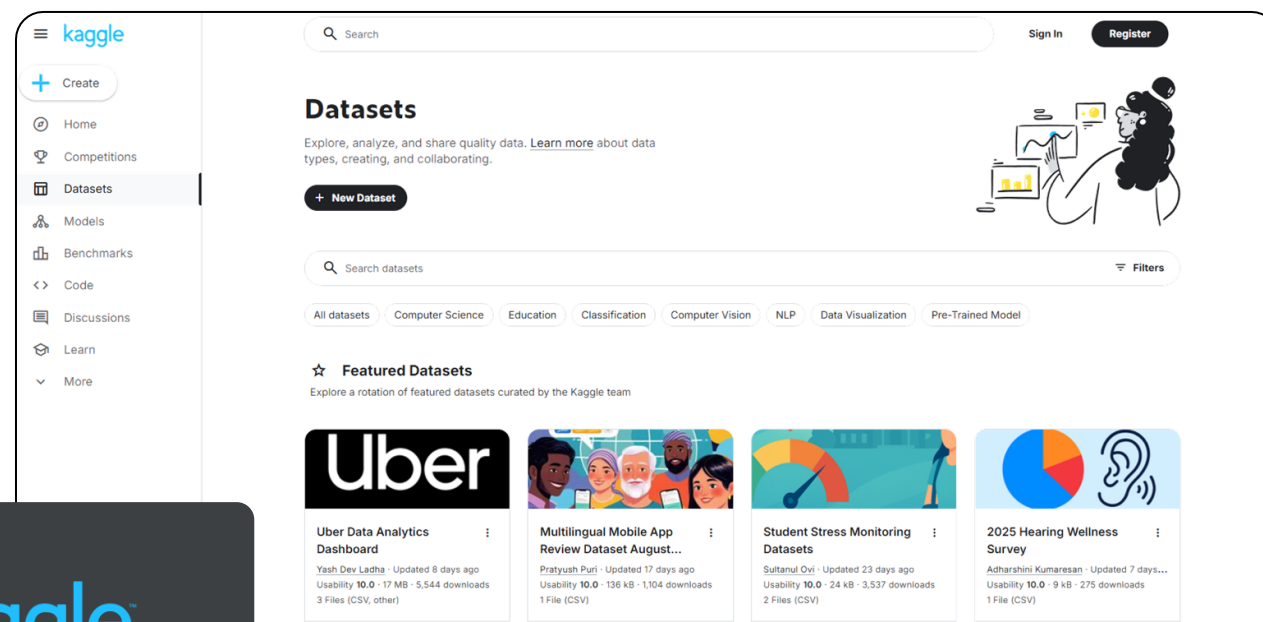 kaggle
Search
Sign In
Register
Create
Home
Competitions
Datasets
Models
Benchmarks
Code
Discussions
Learn
More
Datasets
Explore, analyze, and share quality data. Learn more about data
types, creating, and collaborating.
+ New Dataset
Search datasets
Filters
All datasets
Computer Science
Education
Classification
Computer Vision
NLP
Data Visualization
Pre-Trained Model
Featured Datasets
Explore a rotation of featured datasets curated by the Kaggle team
Uber
Uber Data Analytics
Dashboard
Yash Dev Ladha · Updated 8 days ago
Usability 10.0 · 17 MB · 5,544 downloads
3 Files (CSV, other)
Multilingual Mobile App
Review Dataset August...
Pratyush Puri · Updated 17 days ago
Usability 10.0 · 136 kB · 1,104 downloads
1 File (CSV)
Student Stress Monitoring
Datasets
Sultanul Ovi · Updated 23 days ago
Usability 10.0 · 24 kB · 3,537 downloads
2 Files (CSV)
2025 Hearing Wellness
Survey
Adharshini Kumaresan · Updated 7 days...
Usability 10.0 · 9 kB · 275 downloads
1 File (CSV)